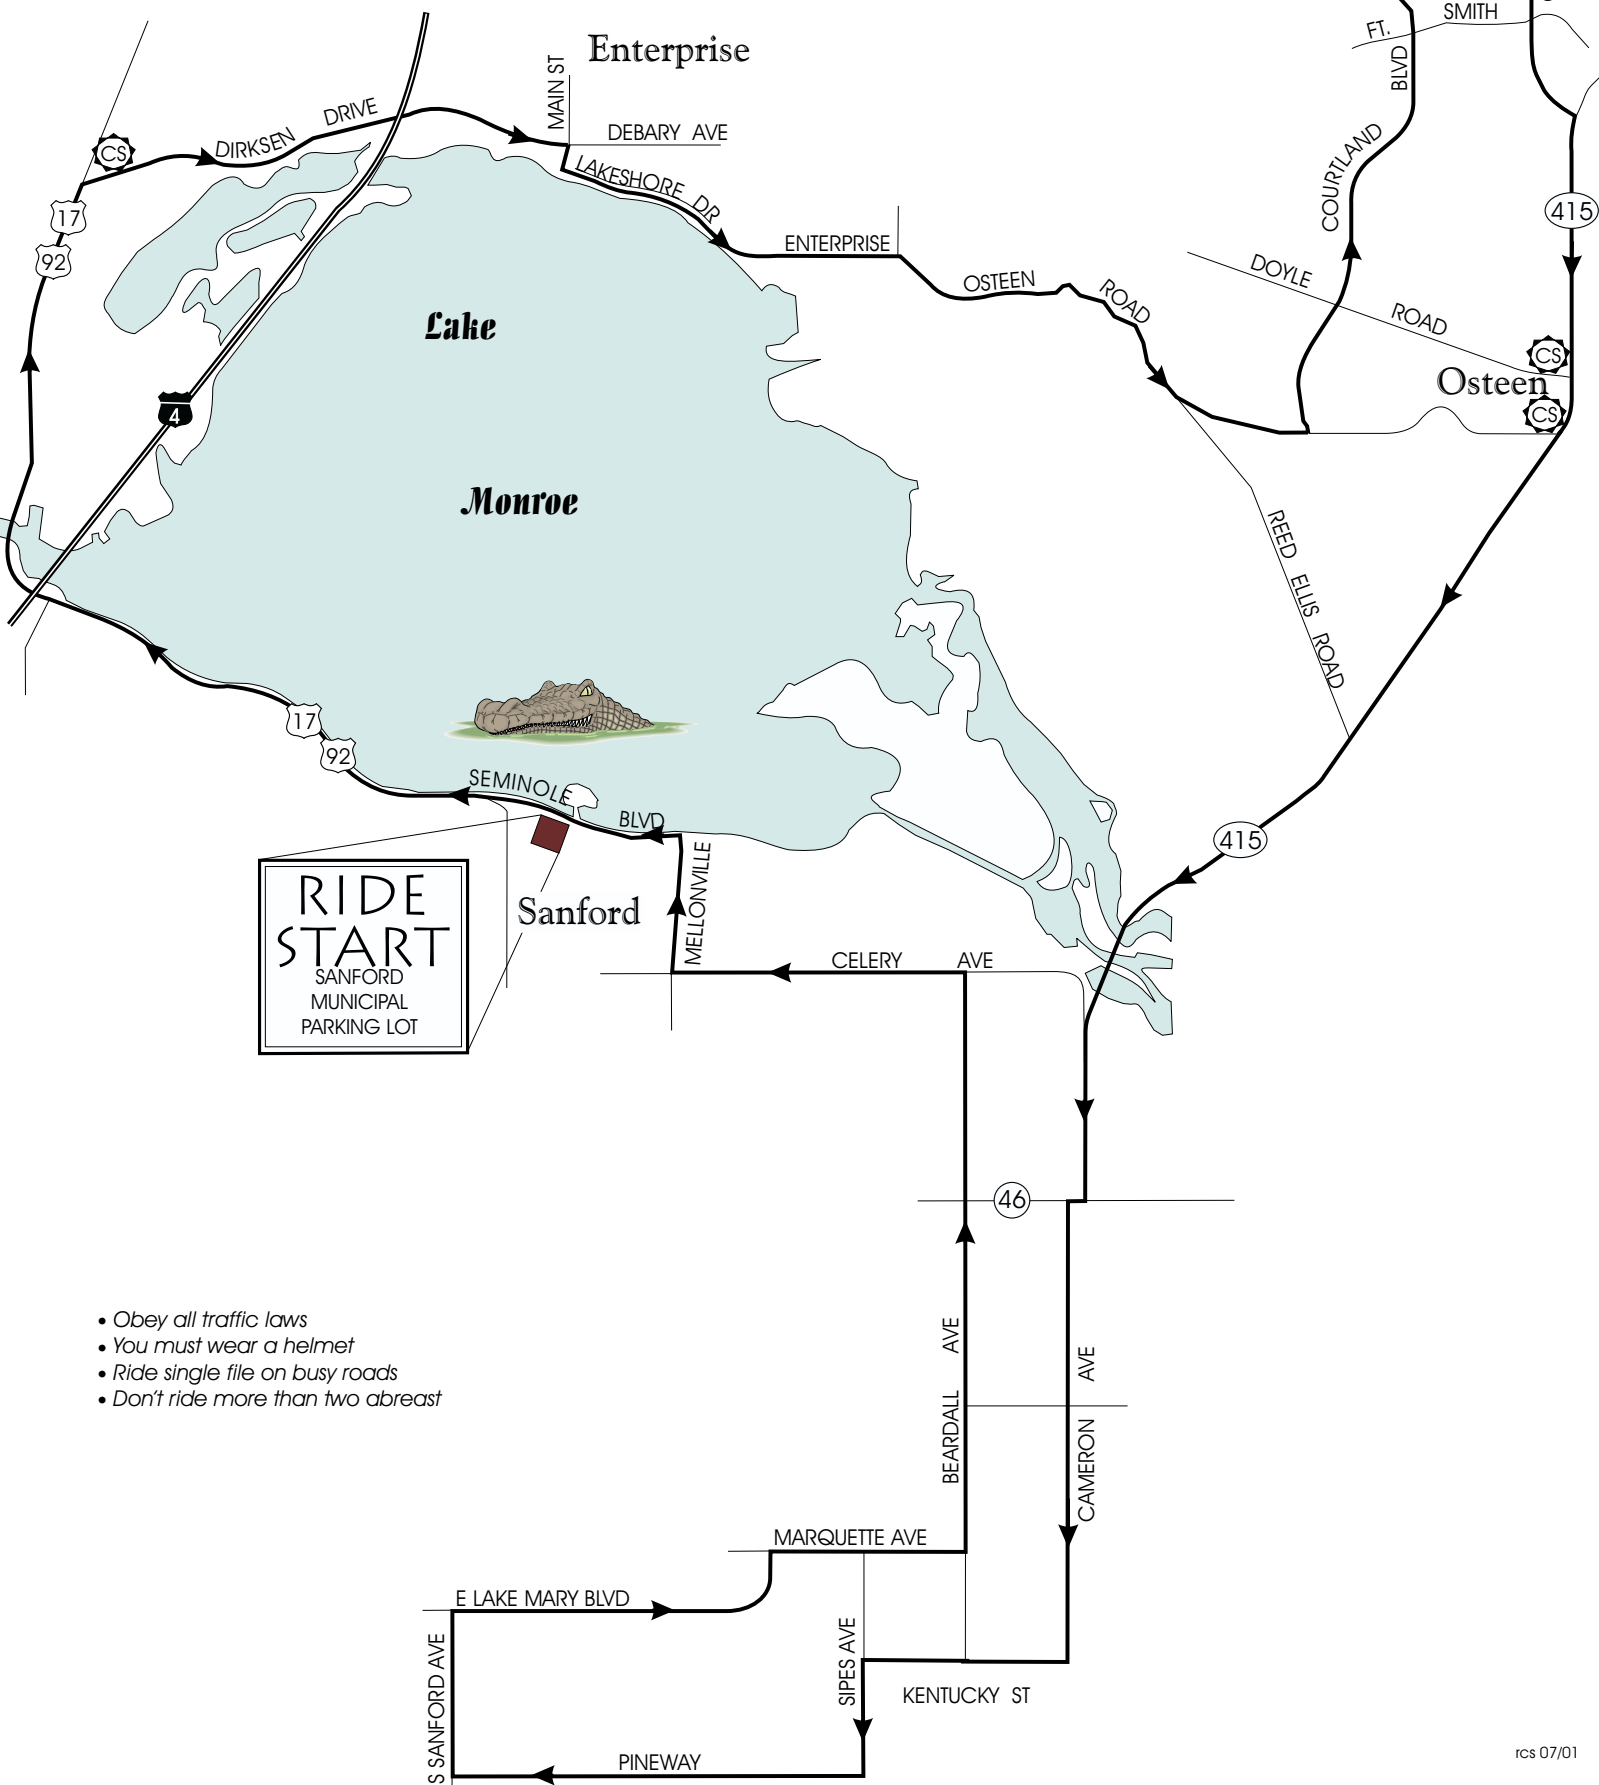 SMITH
FT.
BLVD
COURTLAND
Enterprise
MAIN ST
DEBARY AVE
DIRKSEN DRIVE
CS
17
92
LAKESHORE DR
ENTERPRISE
OSTEEN ROAD
415
DOYLE ROAD
CS
Osteen
CS
Lake
4
Monroe
REED ELLIS ROAD
17
92
SEMINOLE BLVD
415
RIDE
START
SANFORD
MUNICIPAL
PARKING LOT
Sanford
MELLONVILLE
CELERY AVE
46
• Obey all traffic laws
• You must wear a helmet
• Ride single file on busy roads
• Don't ride more than two abreast
BEARDALL AVE
CAMERON AVE
MARQUETTE AVE
E LAKE MARY BLVD
S SANFORD AVE
SIPES AVE
KENTUCKY ST
PINEWAY
rcs 07/01